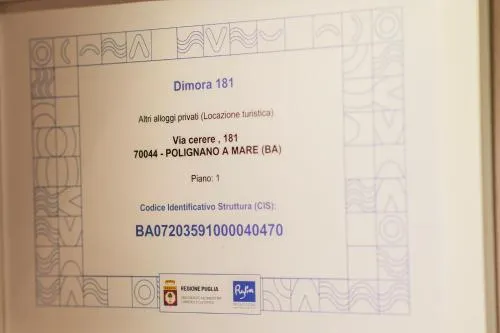 Dimora 181
Altri alloggi privati (Locazione turistica)
Via cerere , 181
70044 - POLIGNANO A MARE (BA)
Piano: 1
Codice Identificativo Struttura (CIS):
BA07203591000040470
REGIONE PUGLIA
Puglia